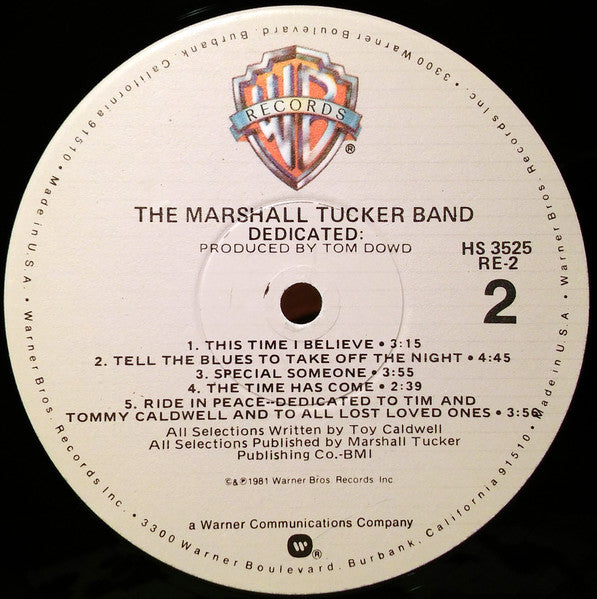 WB
RECORDS
®
THE MARSHALL TUCKER BAND
DEDICATED:
PRODUCED BY TOM DOWD
HS 3525
RE-2
2
1. THIS TIME I BELIEVE • 3:15
2. TELL THE BLUES TO TAKE OFF THE NIGHT • 4:45
3. SPECIAL SOMEONE • 3:55
4. THE TIME HAS COME • 2:39
5. RIDE IN PEACE--DEDICATED TO TIM AND
TOMMY CALDWELL AND TO ALL LOST LOVED ONES • 3:56
All Selections Written by Toy Caldwell
All Selections Published by Marshall Tucker
Publishing Co.-BMI
©&℗1981 Warner Bros. Records Inc.
a Warner Communications Company
®
Made in U.S.A. • Warner Bros. Records Inc. • 3300 Warner Boulevard, Burbank, California 91510 • Made in U.S.A. • Warner Bros. Records Inc. • 3300 Warner Boulevard, Burbank, California 91510 •